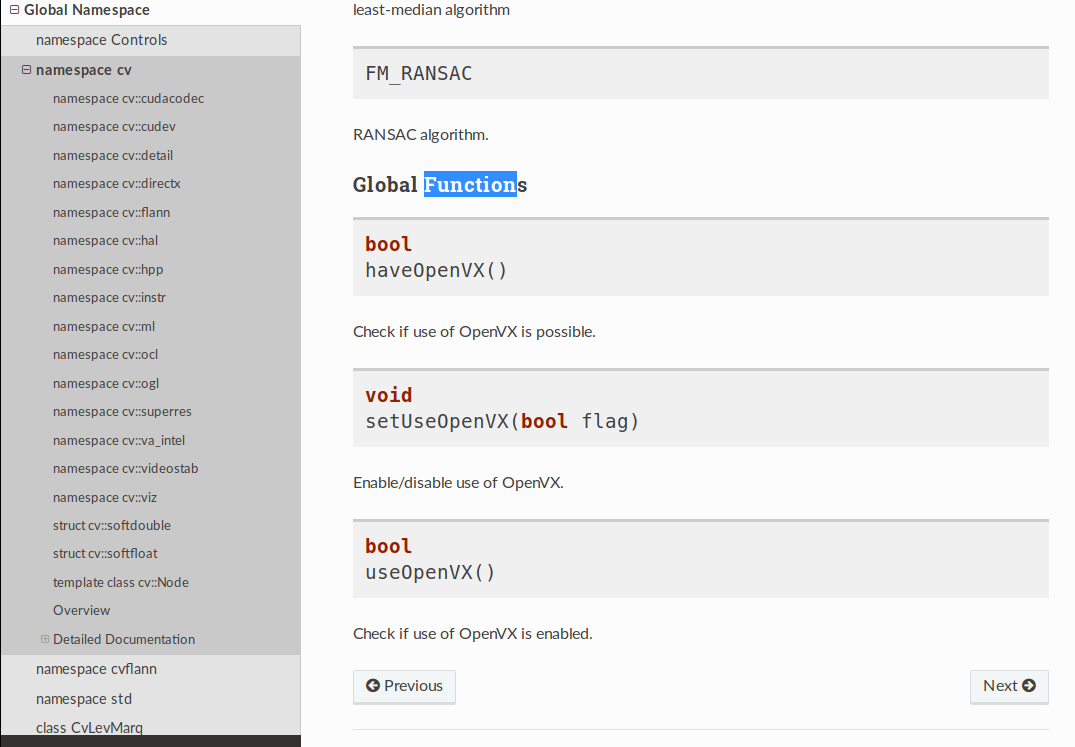 Global Namespace
namespace Controls
namespace cv
namespace cv::cudacodec
namespace cv::cudev
namespace cv::detail
namespace cv::directx
namespace cv::flann
namespace cv::hal
namespace cv::hpp
namespace cv::instr
namespace cv::ml
namespace cv::ocl
namespace cv::ogl
namespace cv::superres
namespace cv::va_intel
namespace cv::videostab
namespace cv::viz
struct cv::softdouble
struct cv::softfloat
template class cv::Node
Overview
Detailed Documentation
namespace cvflann
namespace std
class CvLevMarq
least-median algorithm
FM_RANSAC
RANSAC algorithm.
Global Functions
bool
haveOpenVX()
Check if use of OpenVX is possible.
void
setUseOpenVX(bool flag)
Enable/disable use of OpenVX.
bool
useOpenVX()
Check if use of OpenVX is enabled.
Previous
Next